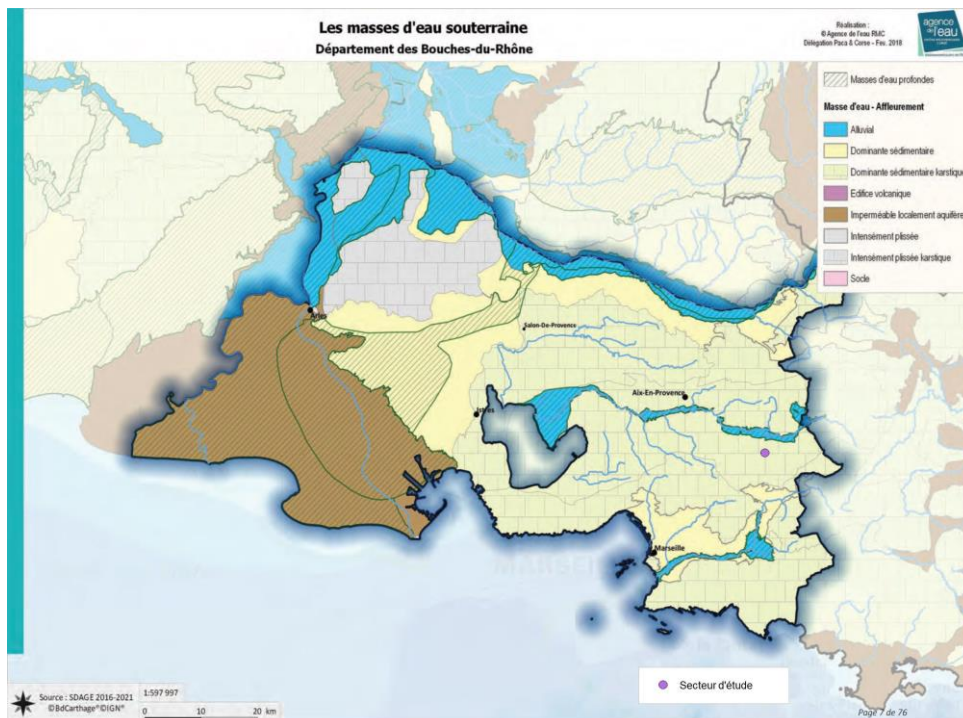 Les masses d'eau souterraine
Département des Bouches-du-Rhône
Réalisation :
© Agence de l'eau RMC
Délégation Paca & Corse - Fev. 2018
agence
de l'eau
Masses d'eau profondes
Masse d'eau - Affleurement
Alluvial
Dominante sédimentaire
Dominante sédimentaire karstique
Edifice volcanique
Imperméable localement aquifère
Intensément plissée
Intensément plissée karstique
Socle
Arles
Salon-De-Provence
Aix-En-Provence
Istres
Marseille
MARSEILLE
Secteur d'étude
Source : SDAGE 2016-2021
©BdCarthage®©IGN®
1:597 997
0 10 20 km
Page 7 de 76